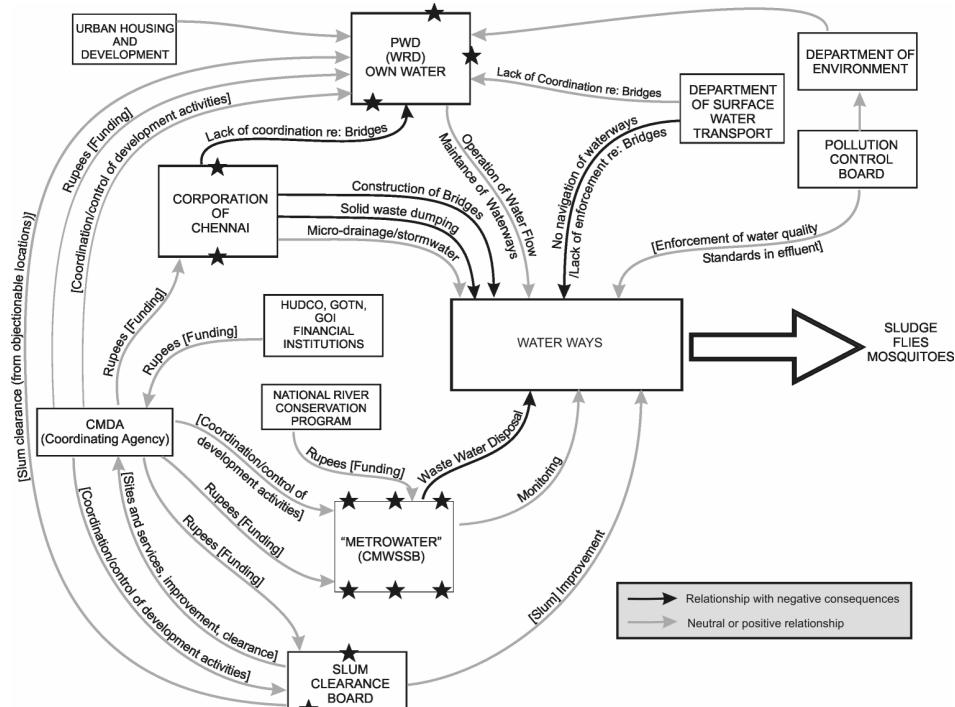 URBAN HOUSING
AND
DEVELOPMENT
PWD
(WRD)
OWN WATER
DEPARTMENT OF
ENVIRONMENT
Lack of Coordination re: Bridges
DEPARTMENT
OF SURFACE
WATER
TRANSPORT
POLLUTION
CONTROL
BOARD
Lack of coordination re: Bridges
Rupees [Funding]
[Coordination/control of development activities]
[Slum clearance (from objectionable locations)]
CORPORATION
OF
CHENNAI
Operation of Water Flow
Maintance of Waterways
No navigation of waterways
/Lack of enforcement re: Bridges
Construction of Bridges
Solid waste dumping
Micro-drainage/stormwater
[Enforcement of water quality
Standards in effluent]
Rupees [Funding]
Rupees [Funding]
HUDCO, GOTN,
GOI
FINANCIAL
INSTITUTIONS
WATER WAYS
SLUDGE
FLIES
MOSQUITOES
NATIONAL RIVER
CONSERVATION
PROGRAM
CMDA
(Coordinating Agency)
[Coordination/control of
development activities]
Rupees [Funding]
Waste Water Disposal
Monitoring
Rupees [Funding]
Rupees [Funding]
[Sites and services, improvement, clearance]
[Coordination/control of development activities]
“METROWATER”
(CMWSSB)
[Slum] Improvement
Relationship with negative consequences
Neutral or positive relationship
SLUM
CLEARANCE
BOARD